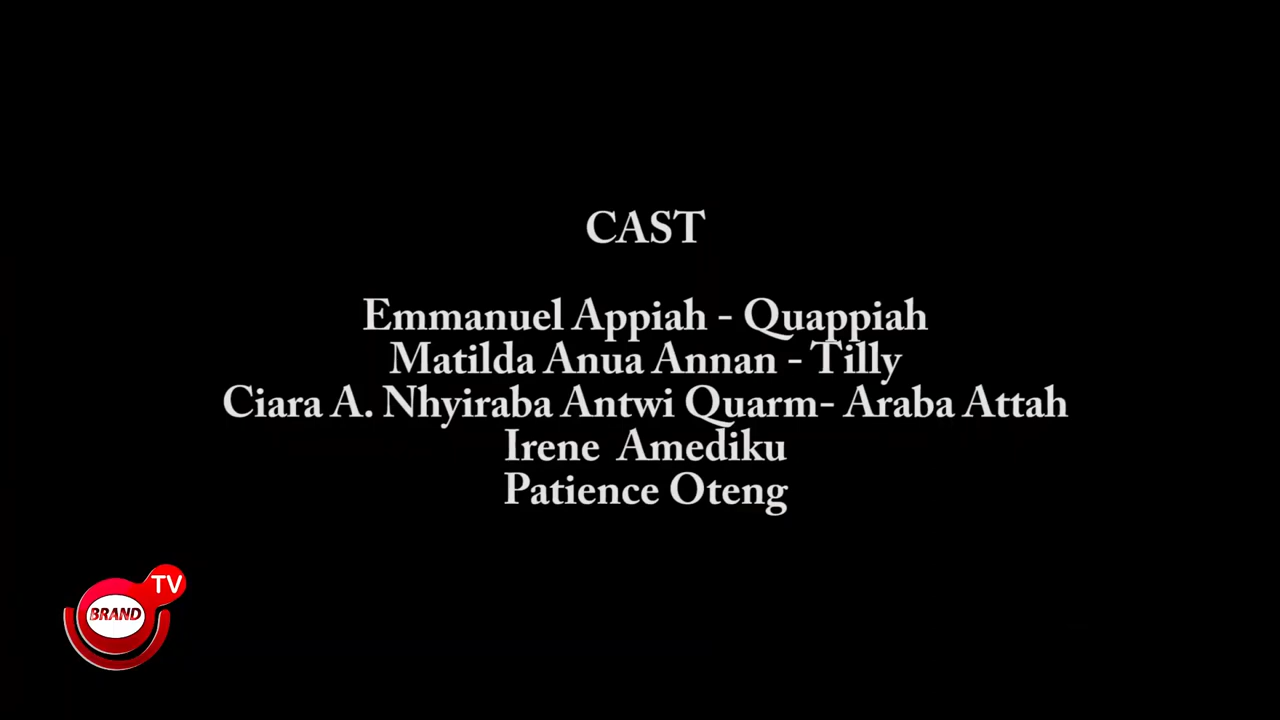 CAST
Emmanuel Appiah - Quappiah
Matilda Anua Annan - Tilly
Ciara A. Nhyiraba Antwi Quarm- Araba Attah
Irene  Amediku
Patience Oteng
TV
BRAND